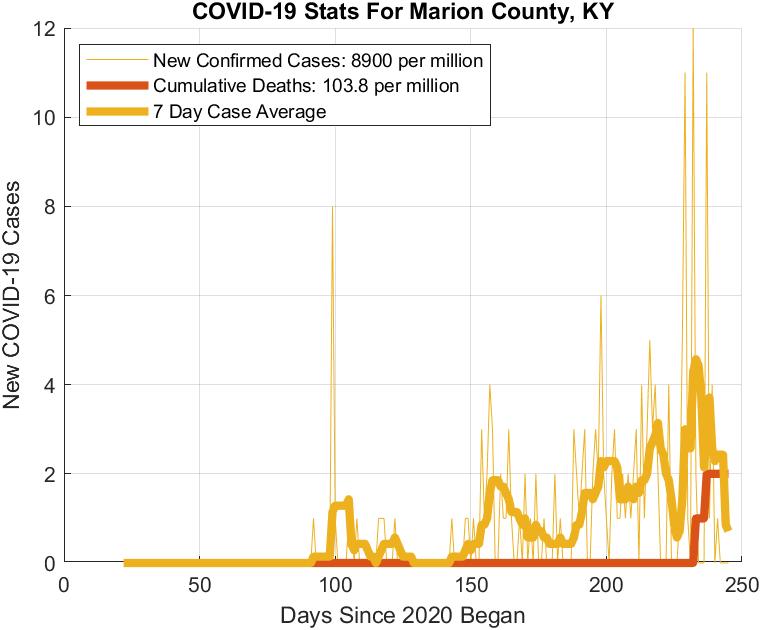 COVID-19 Stats For Marion County, KY
New Confirmed Cases: 8900 per million
Cumulative Deaths: 103.8 per million
7 Day Case Average
New COVID-19 Cases
12
10
8
6
4
2
0
0 50 100 150 200 250
Days Since 2020 Began